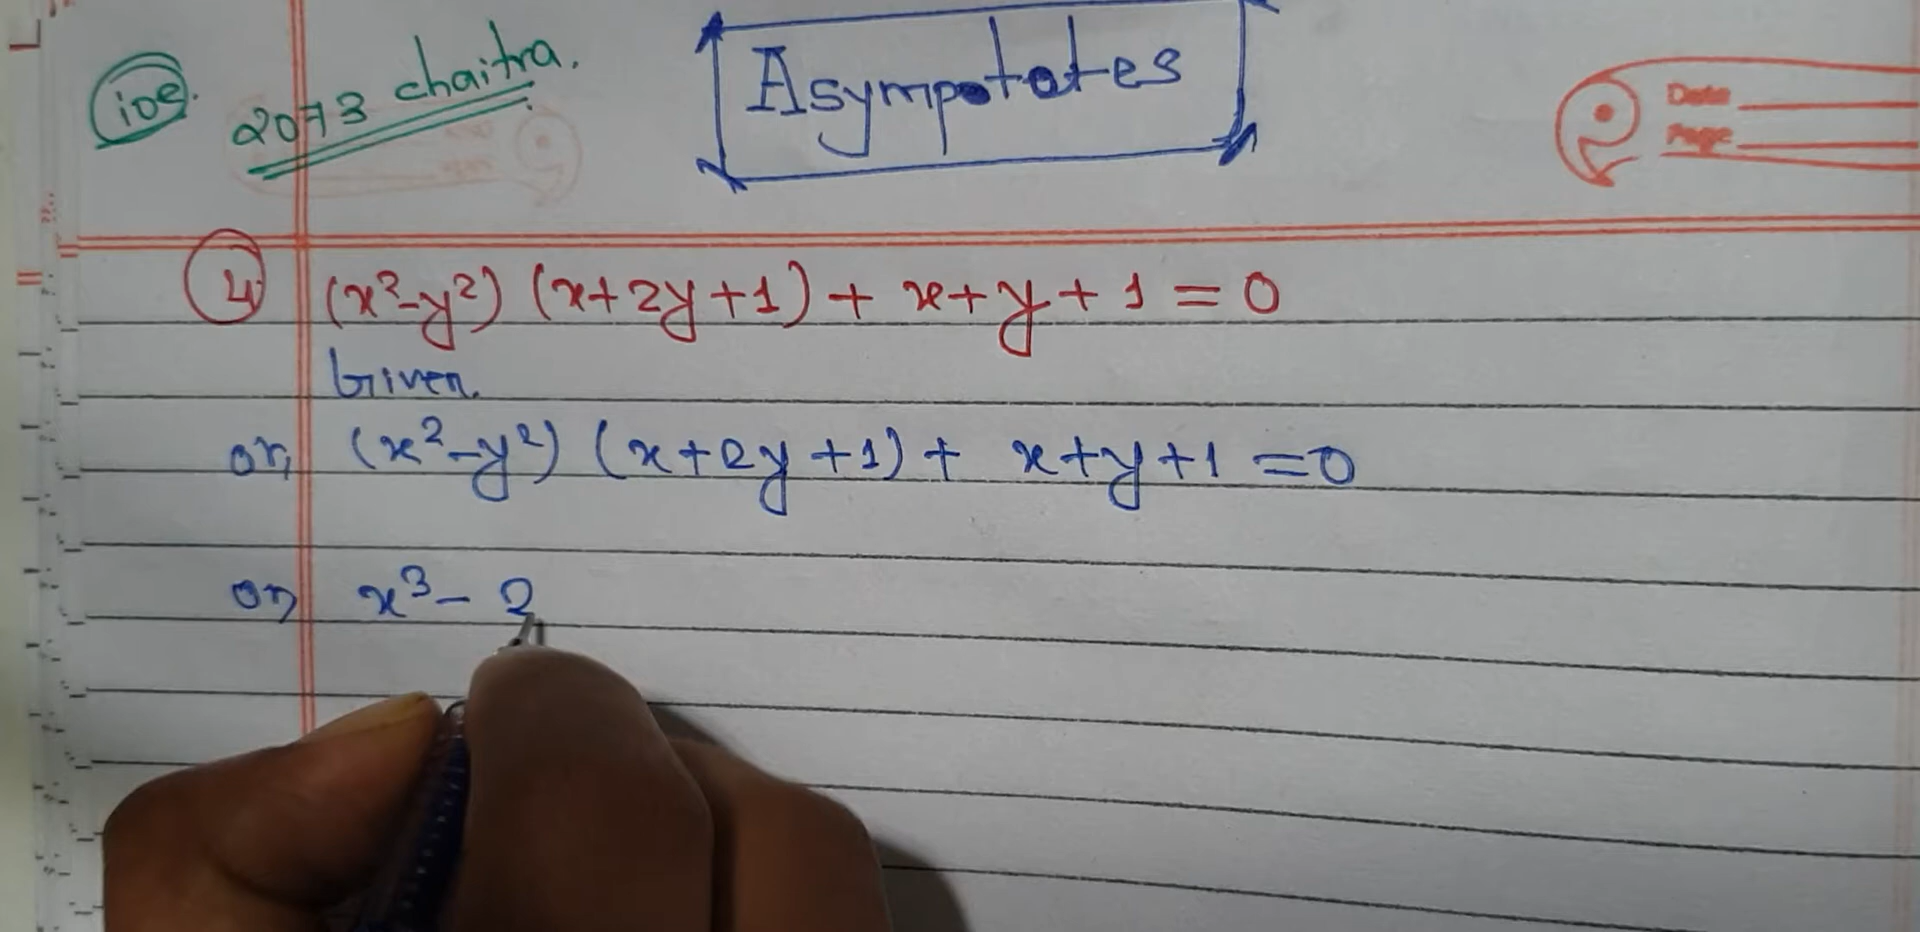 ioe.
2073 chaitra.
Asympotates
Date
Page
4. (x²-y²) (x+2y+1) + x+y+1=0
Given.
or, (x²-y²) (x+2y+1)+ x+y+1=0
or, x³- 2